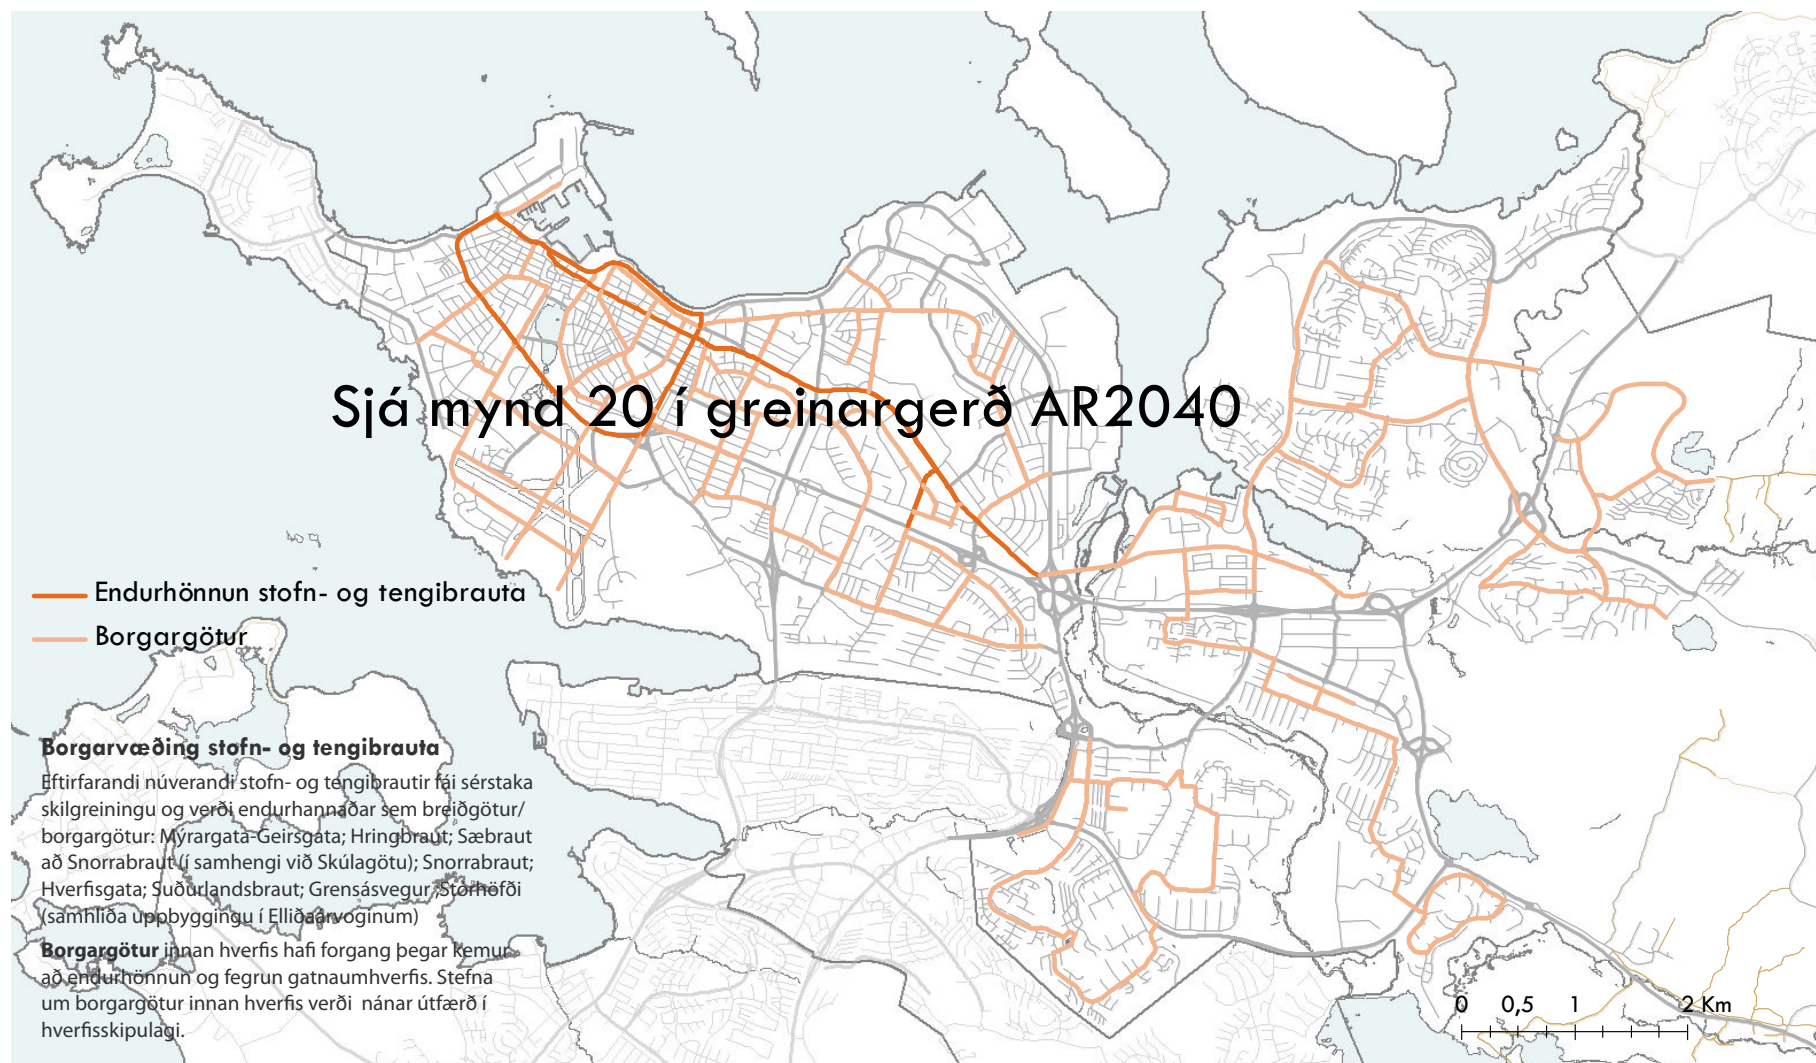 Sjá mynd 20 í greinargerð AR2040
Endurhönnun stofn- og tengibrauta
Borgargötur
Borgarvæðing stofn- og tengibrauta
Eftirfarandi núverandi stofn- og tengibrautir fái sérstaka
skilgreiningu og verði endurhannaðar sem breiðgötur/
borgargötur: Mýrargata-Geirsgata; Hringbraut; Sæbraut
að Snorrabraut (í samhengi við Skúlagötu); Snorrabraut;
Hverfisgata; Suðurlandsbraut; Grensásvegur; Stórhöfði
(samhliða uppbyggingu í Elliðaárvoginum)
Borgargötur innan hverfis hafi forgang þegar kemur
að endurhönnun og fegrun gatnaumhverfis. Stefna
um borgargötur innan hverfis verði nánar útfærð í
hverfisskipulagi.
0 0,5 1 2 Km